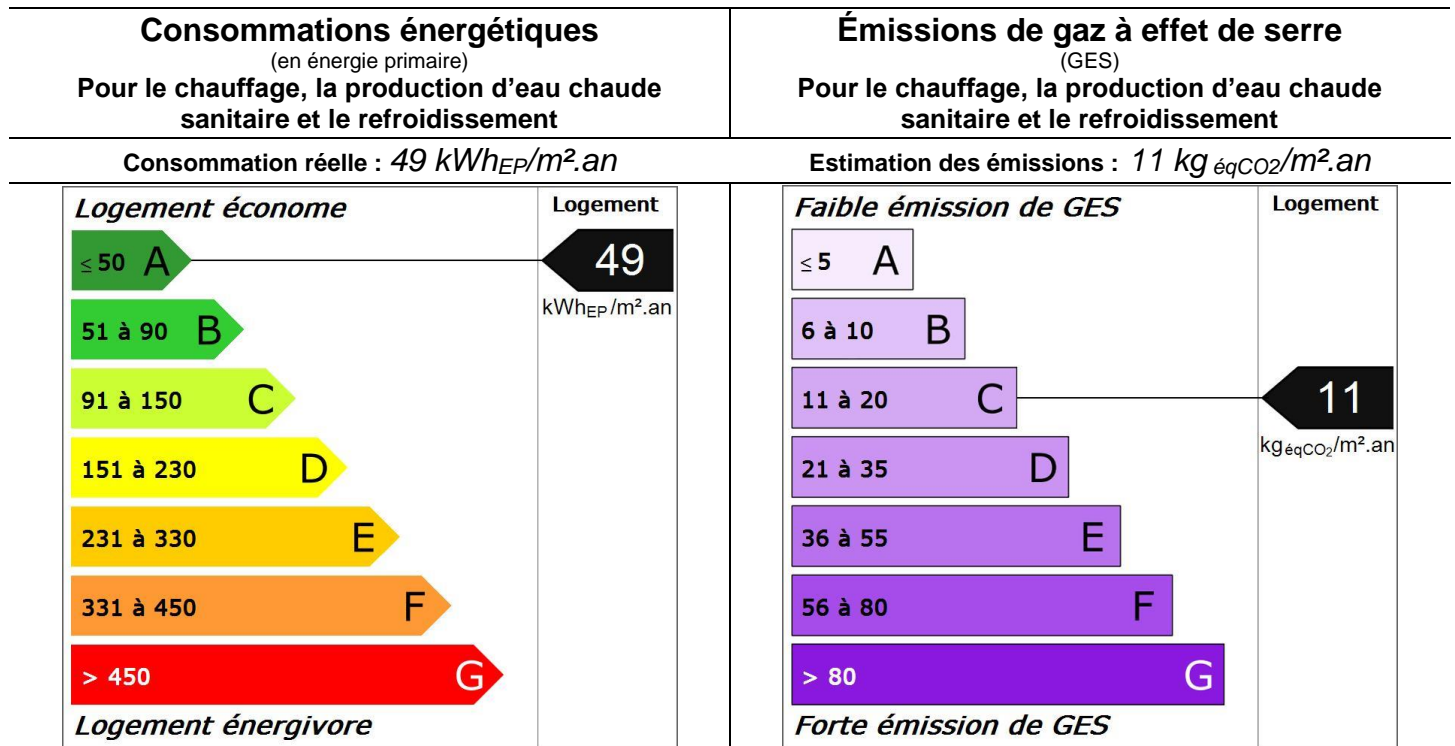 Consommations énergétiques
(en énergie primaire)
Pour le chauffage, la production d’eau chaude
sanitaire et le refroidissement
Consommation réelle : 49 kWhEP/m².an
Logement économe
Logement
≤ 50 A
49
kWhEP/m².an
51 à 90 B
91 à 150 C
151 à 230 D
231 à 330 E
331 à 450 F
> 450 G
Logement énergivore
Émissions de gaz à effet de serre
(GES)
Pour le chauffage, la production d’eau chaude
sanitaire et le refroidissement
Estimation des émissions : 11 kg éqCO2/m².an
Faible émission de GES
Logement
≤ 5 A
6 à 10 B
11 à 20 C
11
kgéqCO2/m².an
21 à 35 D
36 à 55 E
56 à 80 F
> 80 G
Forte émission de GES